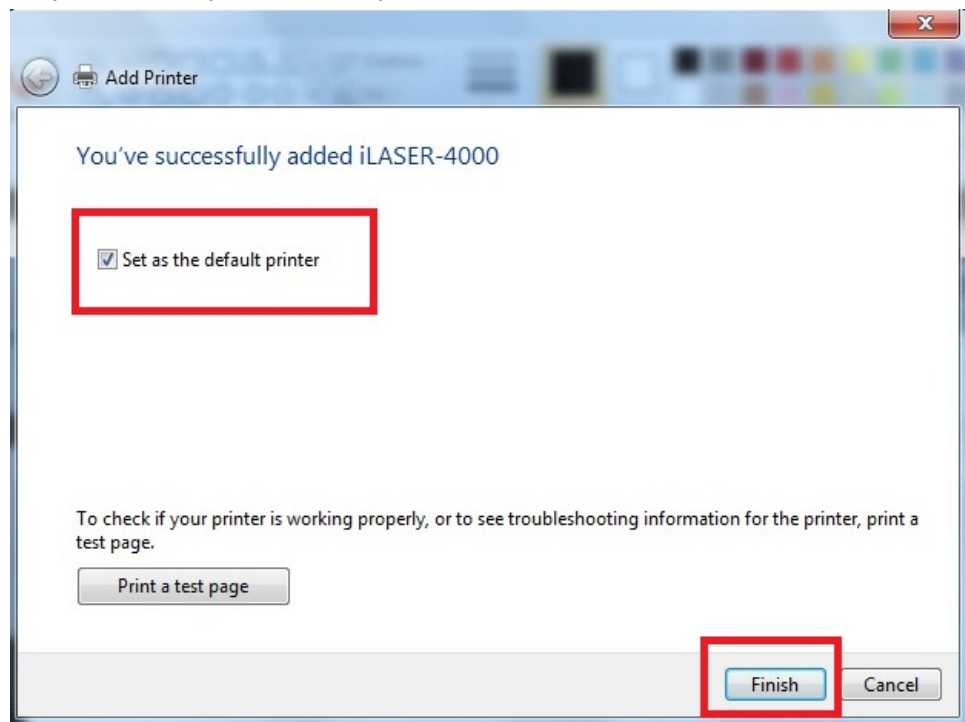 Add Printer
You've successfully added iLASER-4000
Set as the default printer
To check if your printer is working properly, or to see troubleshooting information for the printer, print a
test page.
Print a test page
Finish Cancel